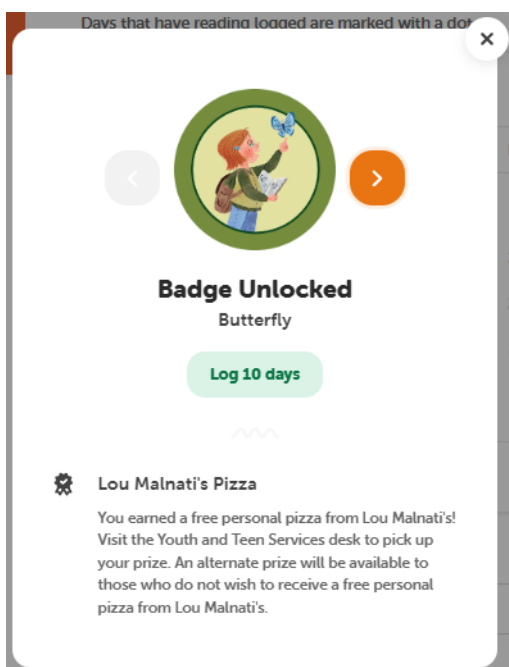 Days that have reading logged are marked with a dot
Badge Unlocked
Butterfly
Log 10 days
Lou Malnati's Pizza
You earned a free personal pizza from Lou Malnati's!
Visit the Youth and Teen Services desk to pick up
your prize. An alternate prize will be available to
those who do not wish to receive a free personal
pizza from Lou Malnati's.